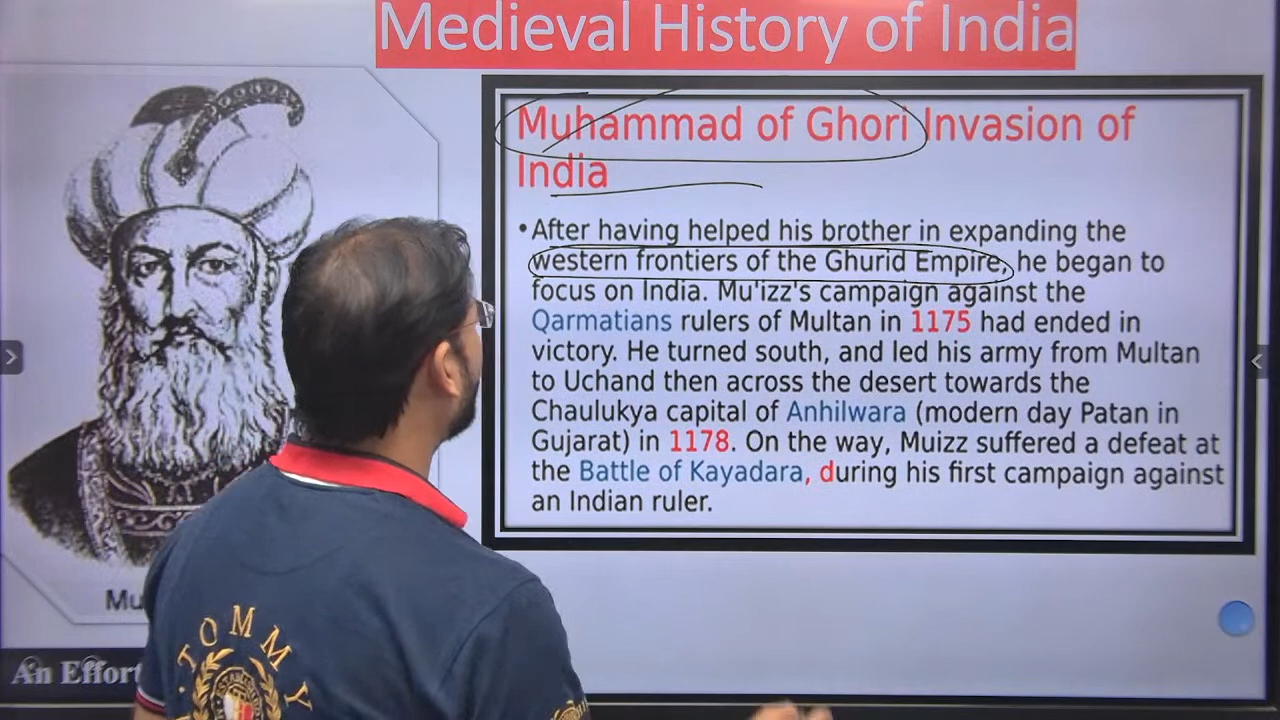 Medieval History of India
Muhammad of Ghori Invasion of
India
•After having helped his brother in expanding the
western frontiers of the Ghurid Empire, he began to
focus on India. Mu'izz's campaign against the
Qarmatians rulers of Multan in 1175 had ended in
victory. He turned south, and led his army from Multan
to Uchand then across the desert towards the
Chaulukya capital of Anhilwara (modern day Patan in
Gujarat) in 1178. On the way, Muizz suffered a defeat at
the Battle of Kayadara, during his first campaign against
an Indian ruler.
Mu
An Effort
TOMMY